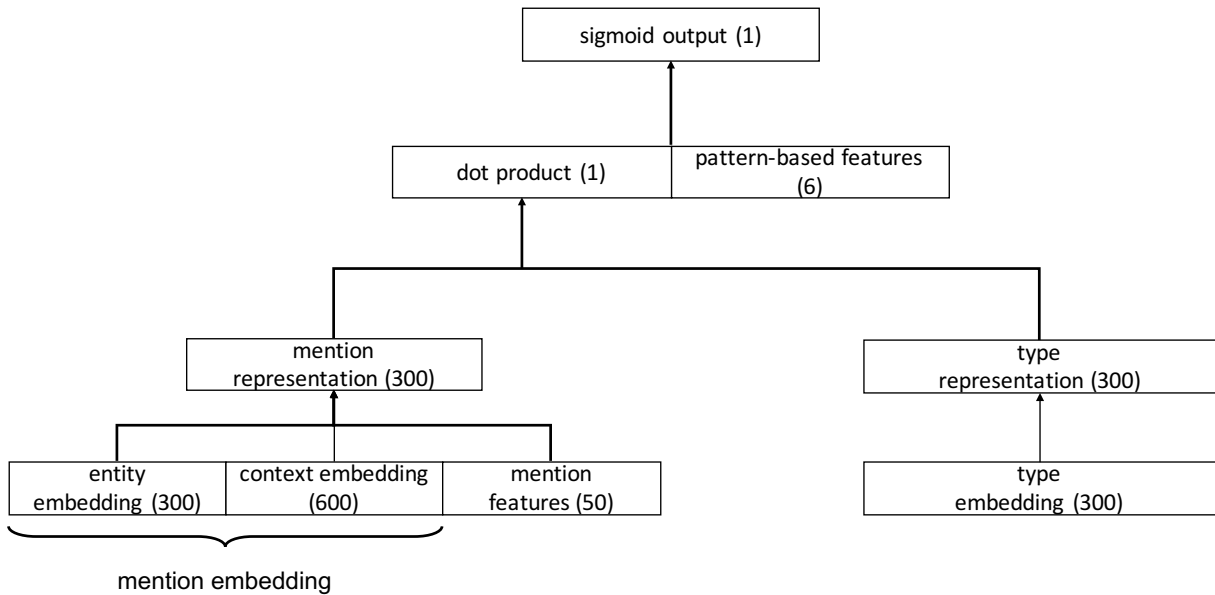 sigmoid output (1)
dot product (1)
pattern-based features
(6)
mention
representation (300)
type
representation (300)
entity
embedding (300)
context embedding
(600)
mention
features (50)
type
embedding (300)
mention embedding